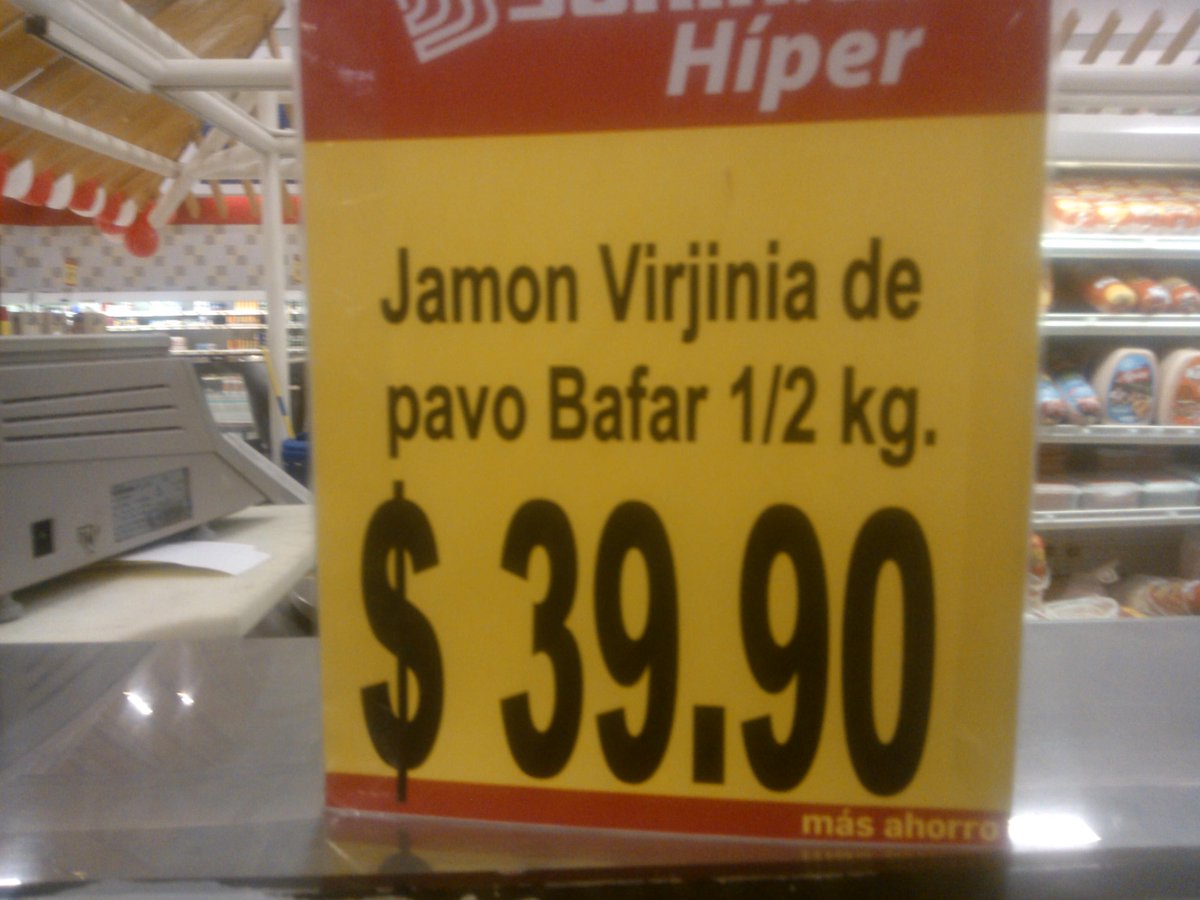 Híper
Jamon Virjinia de
pavo Bafar 1/2 kg.
$ 39.90
más ahorro